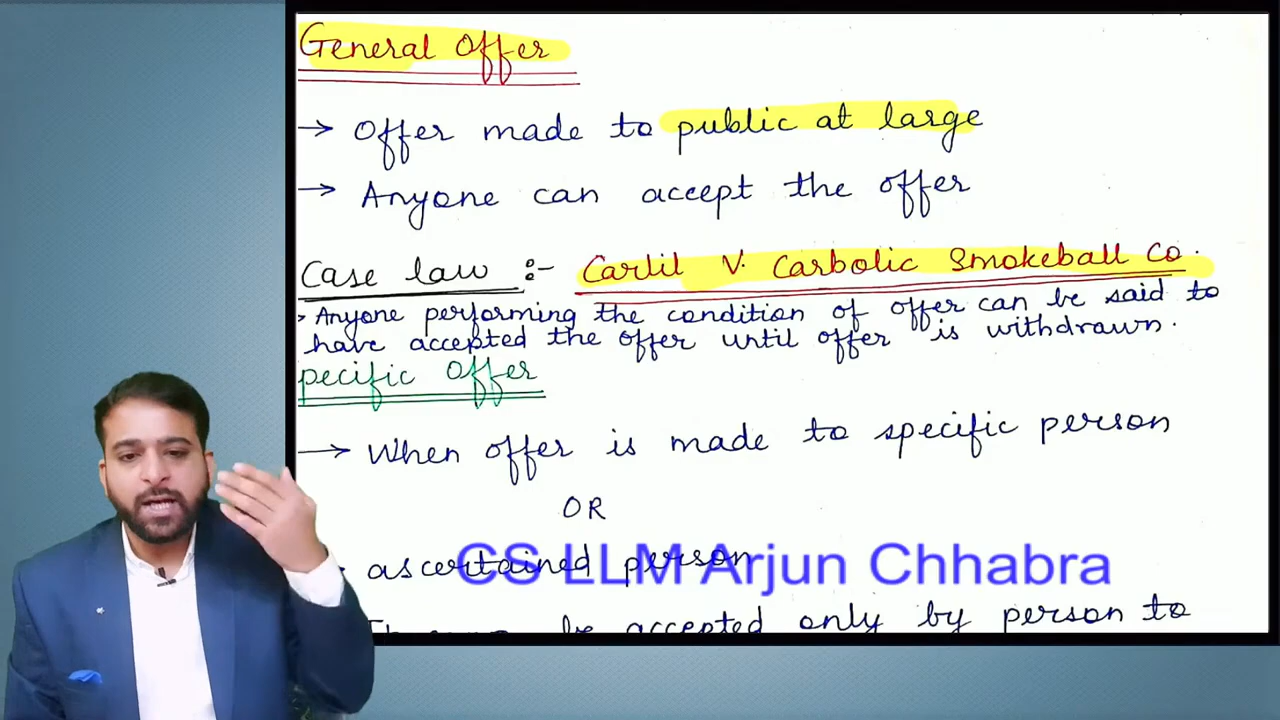 General Offer
→ Offer made to public at large
→ Anyone can accept the offer
Case law :- Carlil V. Carbolic Smokeball Co.
Anyone performing the condition of offer can be said to
have accepted the offer until offer is withdrawn.
pecific Offer
→ When offer is made to specific person
OR
ascertained person
CS LLM Arjun Chhabra
be accepted only by person to